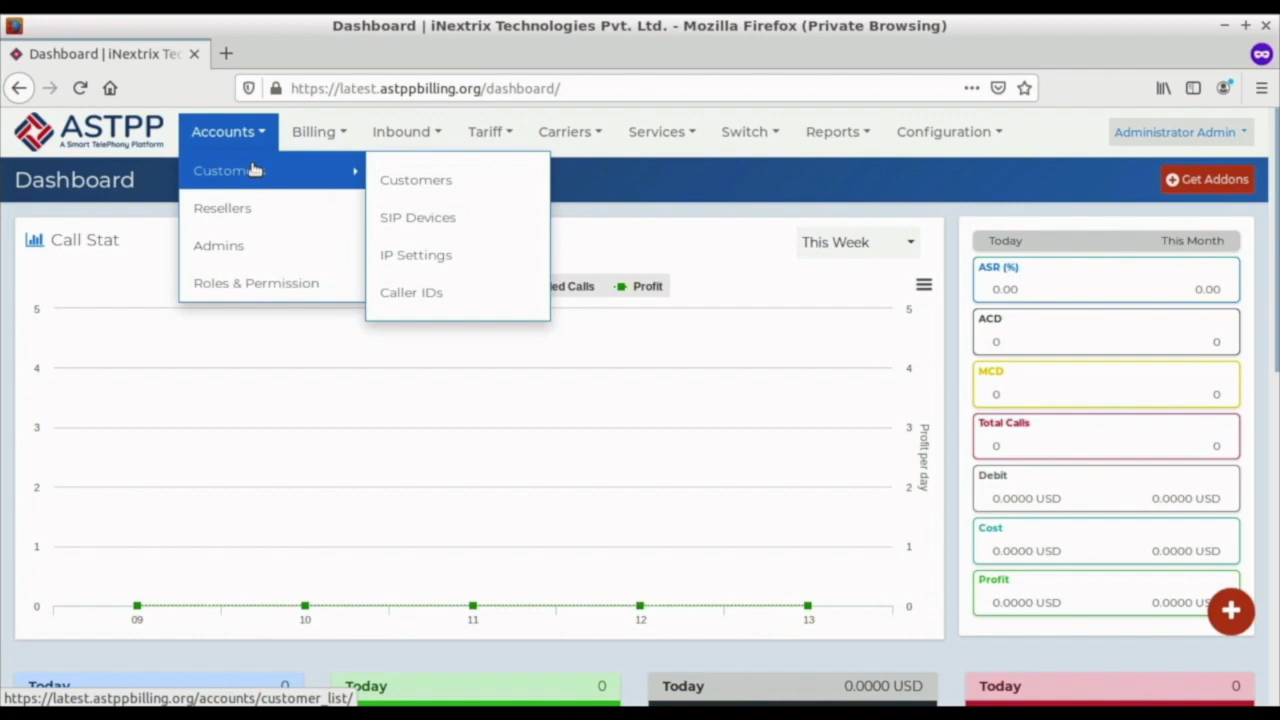 Dashboard | iNextrix Technologies Pvt. Ltd. - Mozilla Firefox (Private Browsing)
Dashboard | iNextrix Tec
https://latest.astppbilling.org/dashboard/
ASTPP
A Smart TelePhony Platform
Accounts
Billing
Inbound
Tariff
Carriers
Services
Switch
Reports
Configuration
Administrator Admin
Dashboard
Get Addons
Resellers
Admins
Roles & Permission
Customers
SIP Devices
IP Settings
Caller IDs
Call Stat
This Week
Calls
Profit
5
4
3
2
1
0
5
4
3
2
1
0
Profit per day
09
10
11
12
13
Today
This Month
ASR (%)
0.00
0.00
ACD
0
0
MCD
0
0
Total Calls
0
0
Debit
0.0000 USD
0.0000 USD
Cost
0.0000 USD
0.0000 USD
Profit
0.0000 USD
0.0000
Today
0
Today
0
Today
0.0000 USD
Today
0
https://latest.astppbilling.org/accounts/customer_list/